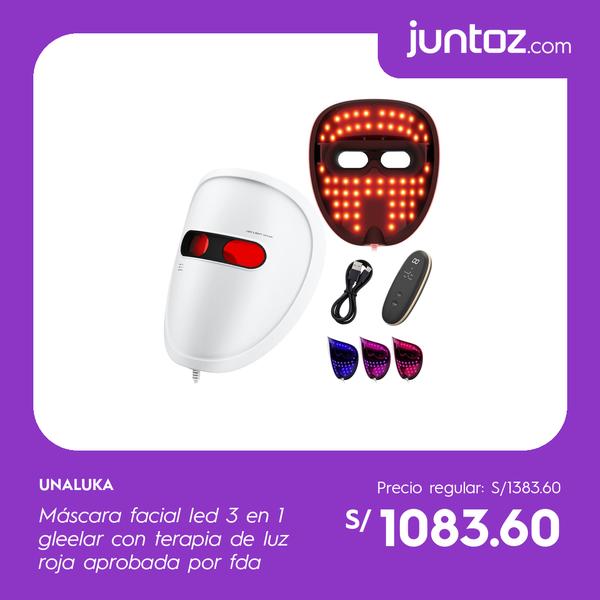 juntoz.com
UNALUKA
Máscara facial led 3 en 1
gleelar con terapia de luz
roja aprobada por fda
Precio regular: S/1383.60
S/ 1083.60